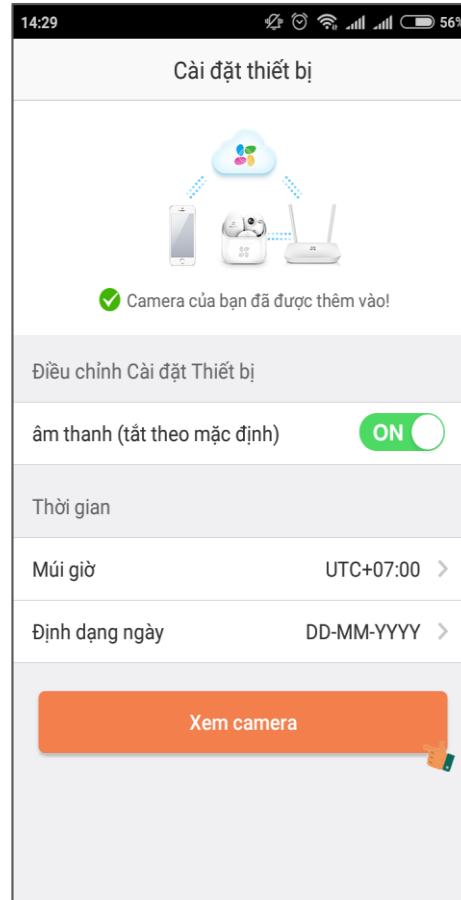 14:29 56%
Cài đặt thiết bị
Camera của bạn đã được thêm vào!
Điều chỉnh Cài đặt Thiết bị
âm thanh (tắt theo mặc định) ON
Thời gian
Múi giờ UTC+07:00
Định dạng ngày DD-MM-YYYY
Xem camera